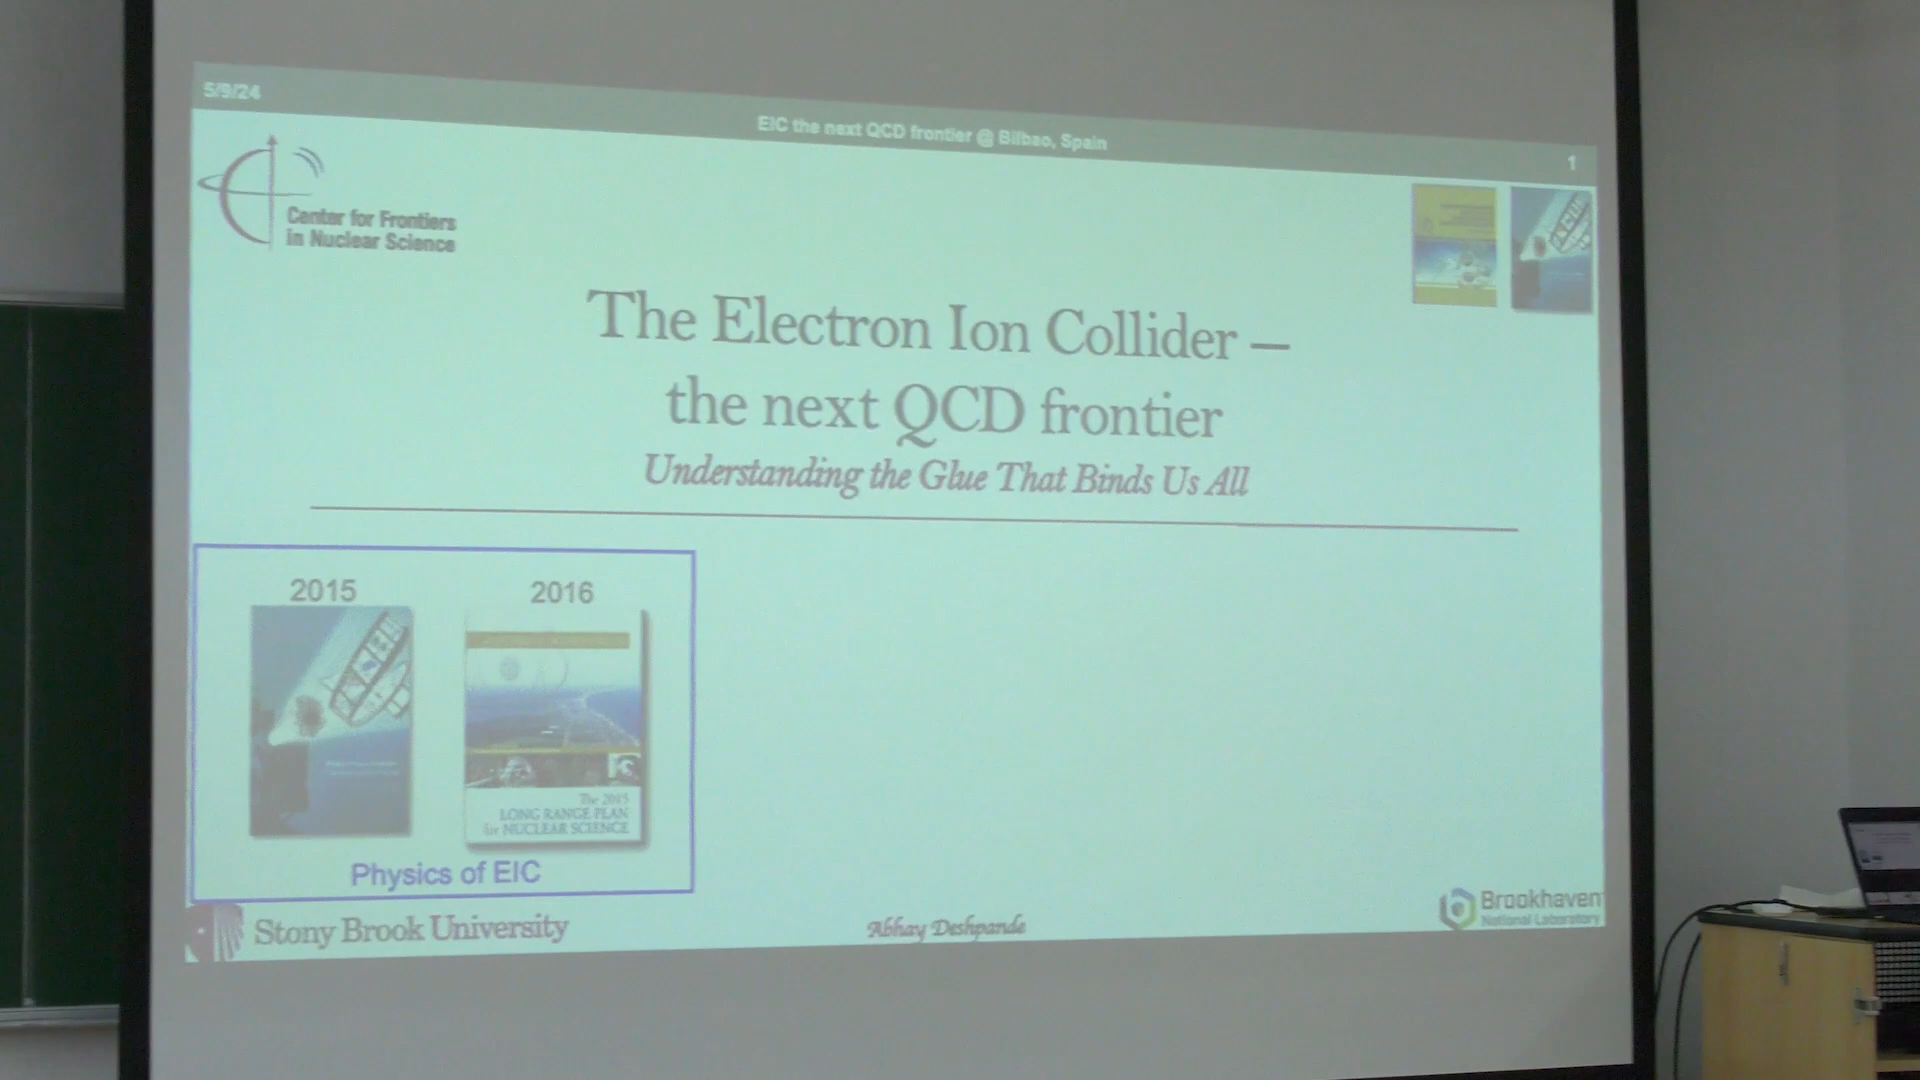 5/9/24
EIC the next QCD frontier @ Bilbao, Spain
1
Center for Frontiers
in Nuclear Science
The Electron Ion Collider –
the next QCD frontier
Understanding the Glue That Binds Us All
2015
2016
The 2015
LONG RANGE PLAN
for NUCLEAR SCIENCE
Physics of EIC
Stony Brook University
Abhay Deshpande
Brookhaven
National Laboratory